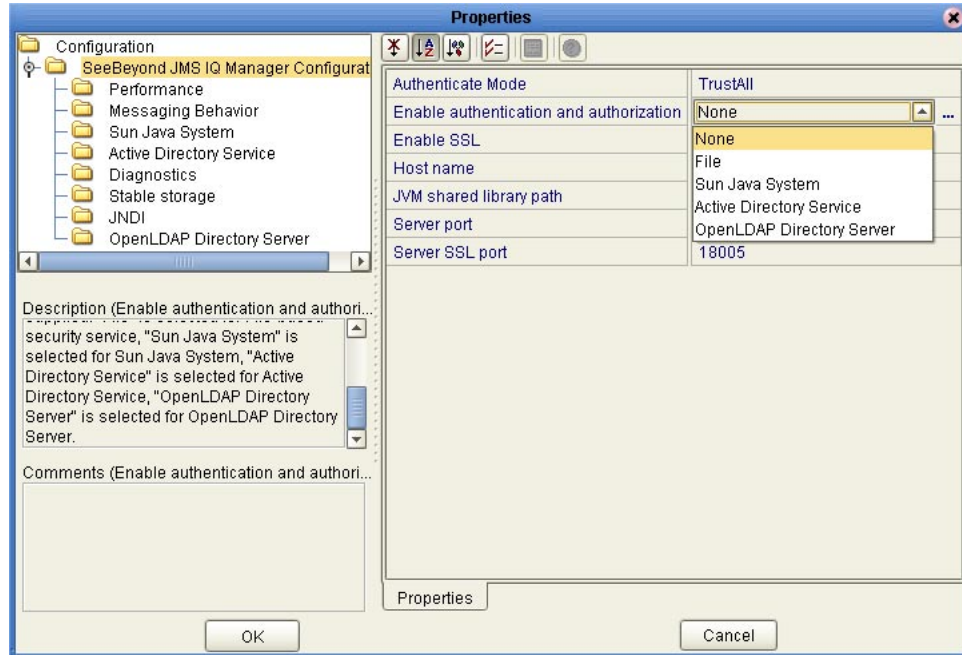 Properties
Configuration
SeeBeyond JMS IQ Manager Configurat
Performance
Messaging Behavior
Sun Java System
Active Directory Service
Diagnostics
Stable storage
JNDI
OpenLDAP Directory Server
Description (Enable authentication and authori...
security service, "Sun Java System" is
selected for Sun Java System, "Active
Directory Service" is selected for Active
Directory Service, "OpenLDAP Directory
Server" is selected for OpenLDAP Directory
Server.
Comments (Enable authentication and authori...
Authenticate Mode TrustAll
Enable authentication and authorization None ...
Enable SSL
Host name
JVM shared library path
Server port
Server SSL port 18005
None
File
Sun Java System
Active Directory Service
OpenLDAP Directory Server
Properties
OK Cancel